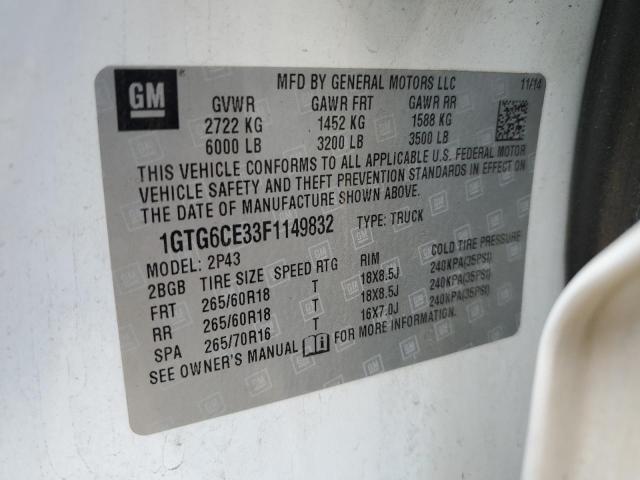 GM
MFD BY GENERAL MOTORS LLC 11/14
GVWR GAWR FRT GAWR RR
2722 KG 1452 KG 1588 KG
6000 LB 3200 LB 3500 LB
THIS VEHICLE CONFORMS TO ALL APPLICABLE U.S. FEDERAL MOTOR
VEHICLE SAFETY AND THEFT PREVENTION STANDARDS IN EFFECT ON
THE DATE OF MANUFACTURE SHOWN ABOVE.
1GTG6CE33F1149832 TYPE: TRUCK
MODEL: 2P43
2BGB TIRE SIZE SPEED RTG RIM COLD TIRE PRESSURE
FRT 265/60R18 T 18X8.5J 240KPA(35PSI)
RR 265/60R18 T 18X8.5J 240KPA(35PSI)
SPA 265/70R16 T 16X7.0J 240KPA(35PSI)
SEE OWNER'S MANUAL FOR MORE INFORMATION.